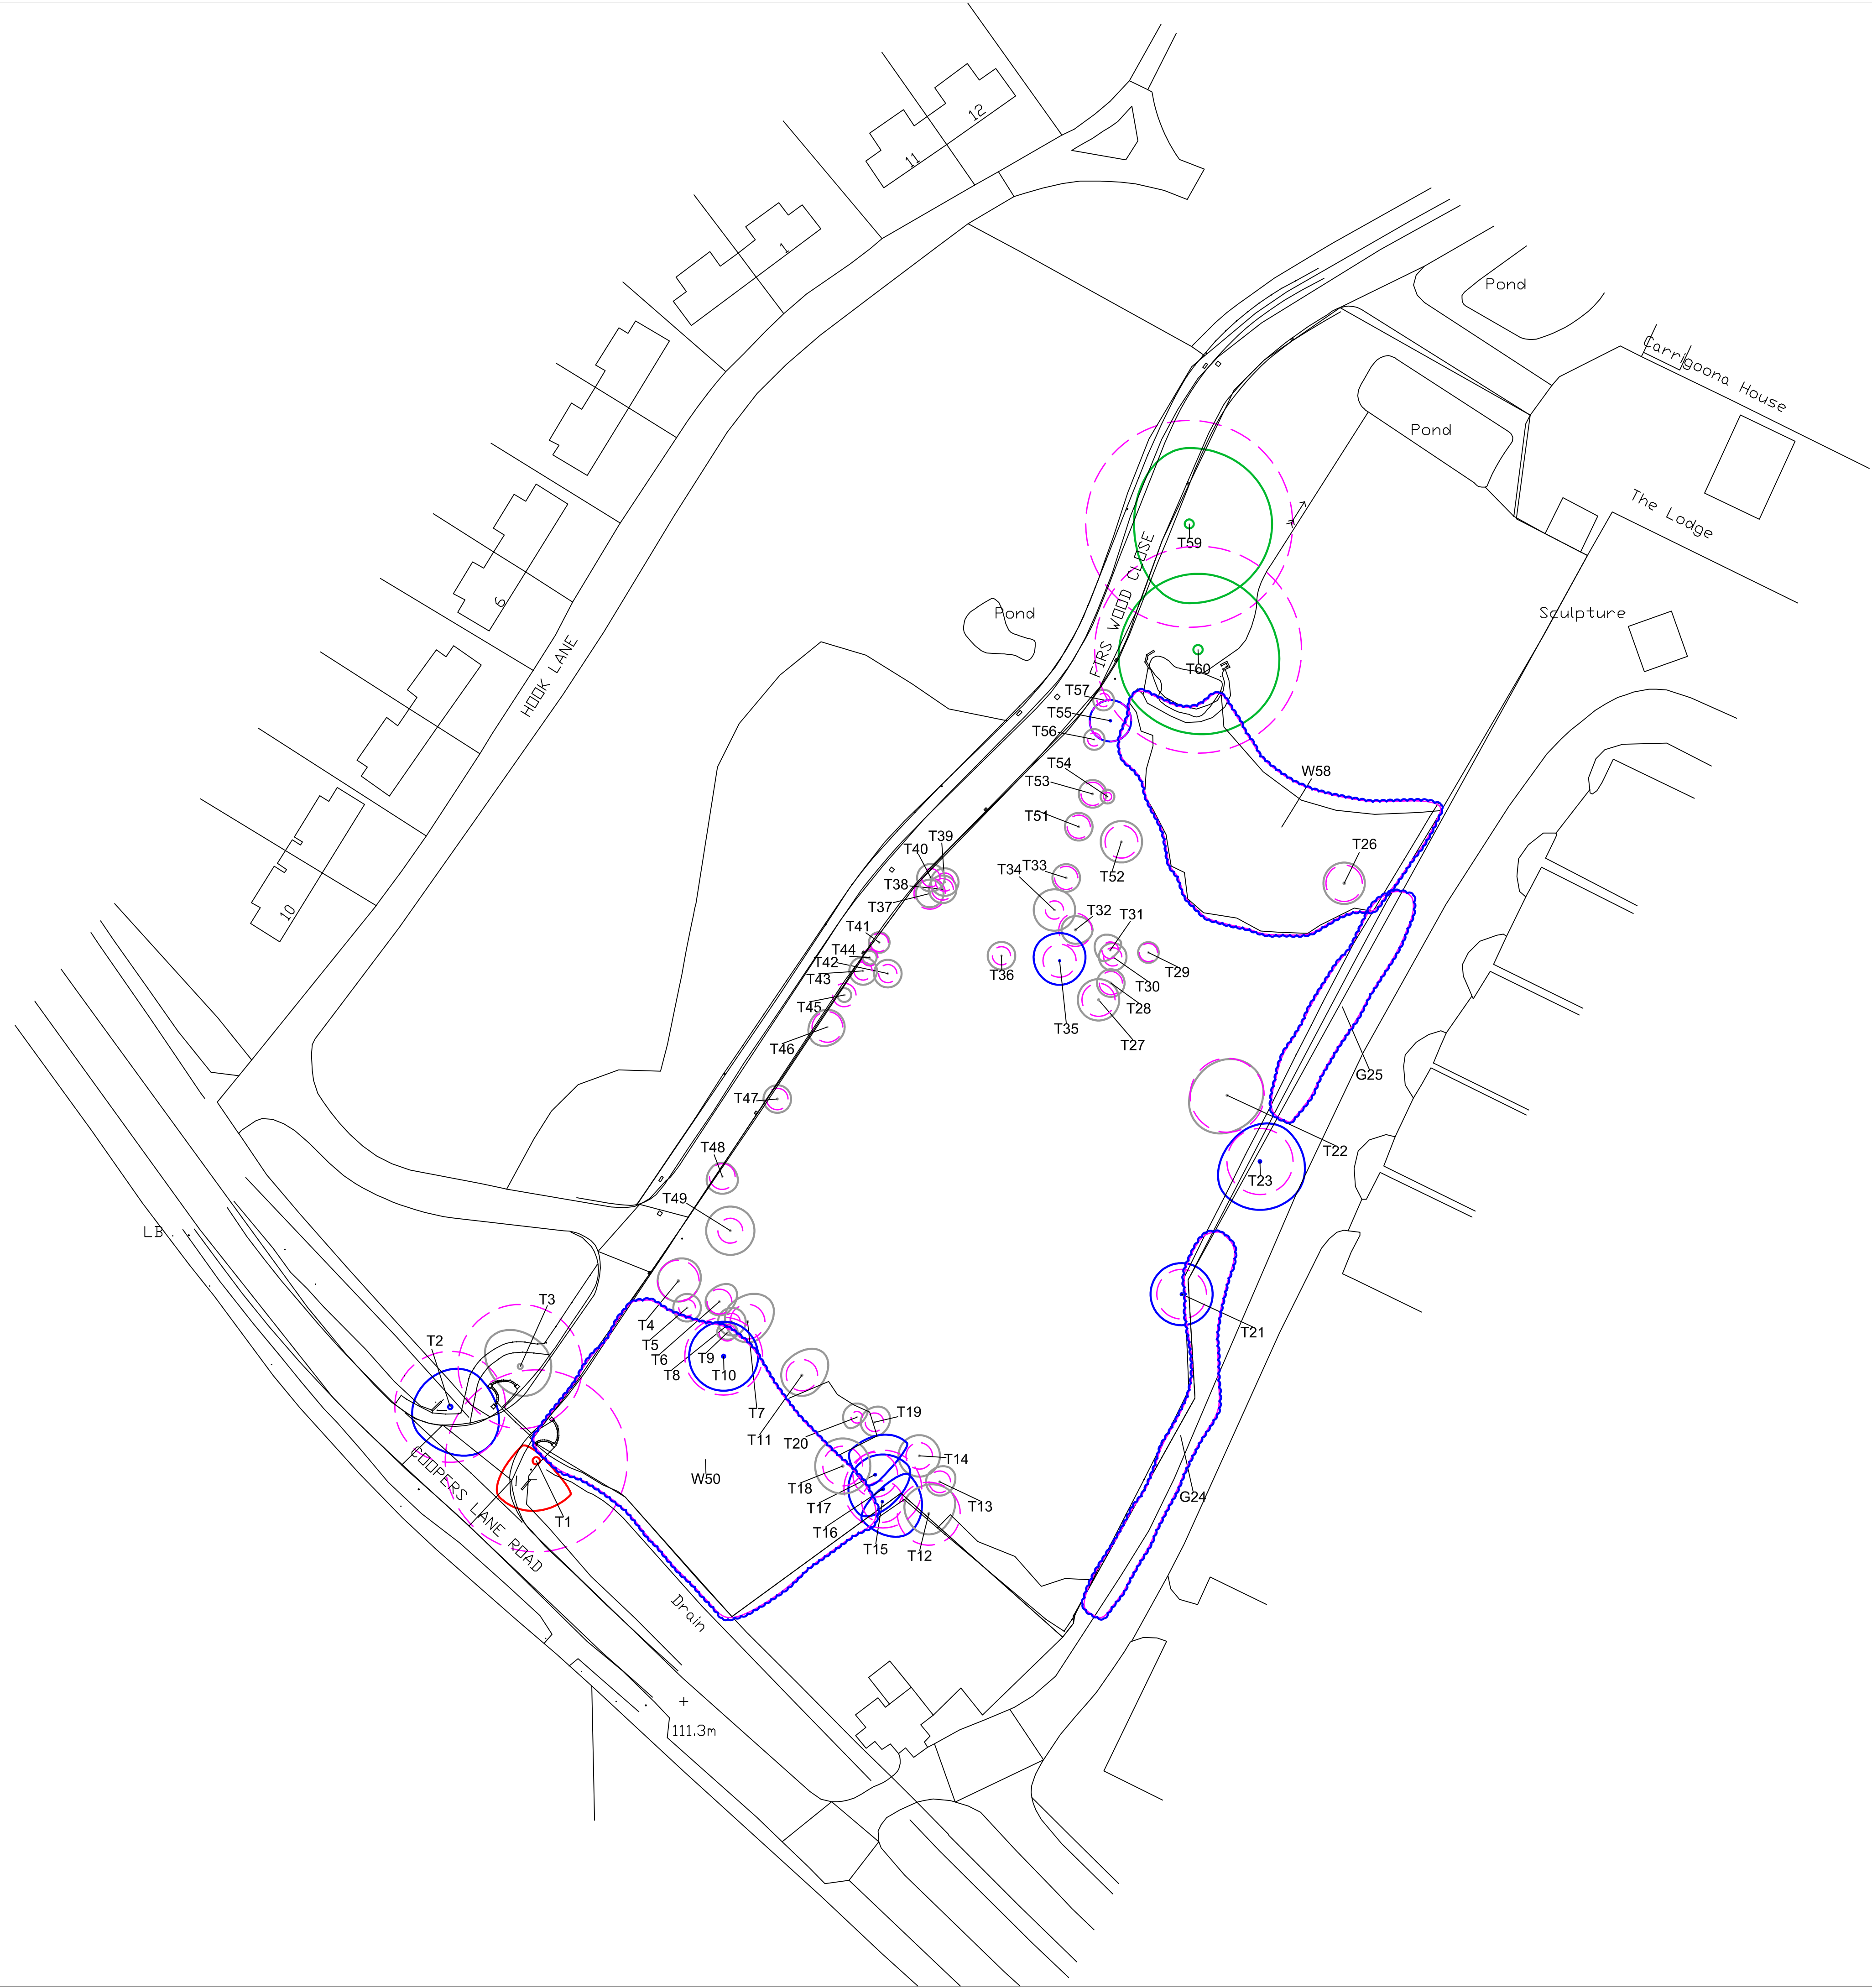 12
11
1
Pond
Carrigoona House
Pond
The Lodge
T59
FIRS WOOD CLOSE
Sculpture
Pond
6
HOOK LANE
T60
T57
T55
T56
T54
T53
W58
T51
T39
T40
T26
T34
T33
T52
T38
T37
10
T32
T31
T41
T44
T42
T43
T36
T29
T30
T45
T28
T35
T46
T27
G25
T47
T48
T22
T23
T49
L.B.
T3
T4
T2
T5
T6
T9
T8
T10
T21
T7
T19
T11
T20
T14
COOPERS LANE ROAD
W50
T18
T17
T13
G24
T1
T16
T15
T12
Drain
111.3m